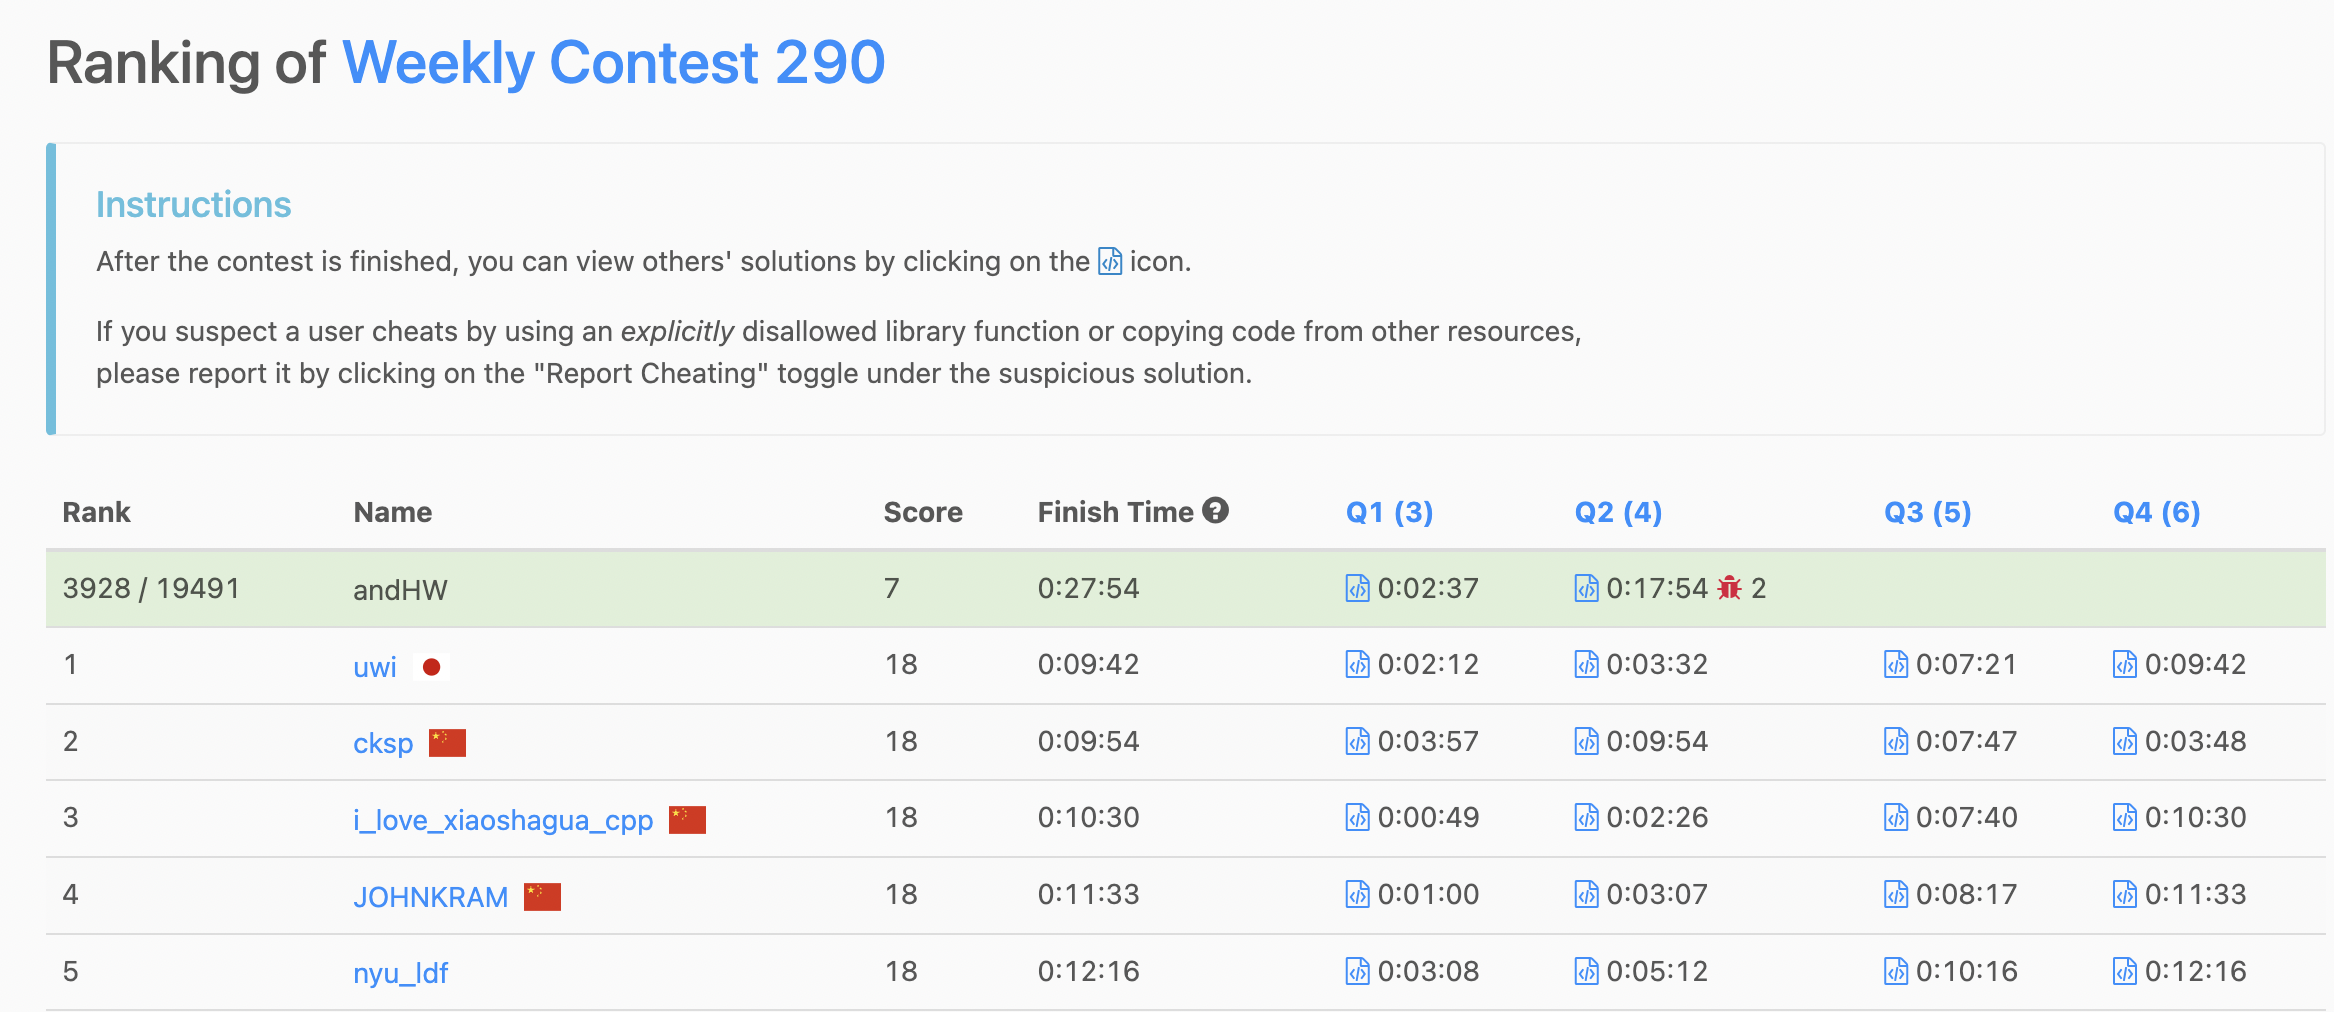 Ranking of Weekly Contest 290
Instructions
After the contest is finished, you can view others' solutions by clicking on the </> icon.
If you suspect a user cheats by using an explicitly disallowed library function or copying code from other resources,
please report it by clicking on the "Report Cheating" toggle under the suspicious solution.
Rank Name Score Finish Time ? Q1 (3) Q2 (4) Q3 (5) Q4 (6)
3928 / 19491 andHW 7 0:27:54 </> 0:02:37 </> 0:17:54 2
1 uwi 18 0:09:42 </> 0:02:12 </> 0:03:32 </> 0:07:21 </> 0:09:42
2 cksp 18 0:09:54 </> 0:03:57 </> 0:09:54 </> 0:07:47 </> 0:03:48
3 i_love_xiaoshagua_cpp 18 0:10:30 </> 0:00:49 </> 0:02:26 </> 0:07:40 </> 0:10:30
4 JOHNKRAM 18 0:11:33 </> 0:01:00 </> 0:03:07 </> 0:08:17 </> 0:11:33
5 nyu_ldf 18 0:12:16 </> 0:03:08 </> 0:05:12 </> 0:10:16 </> 0:12:16